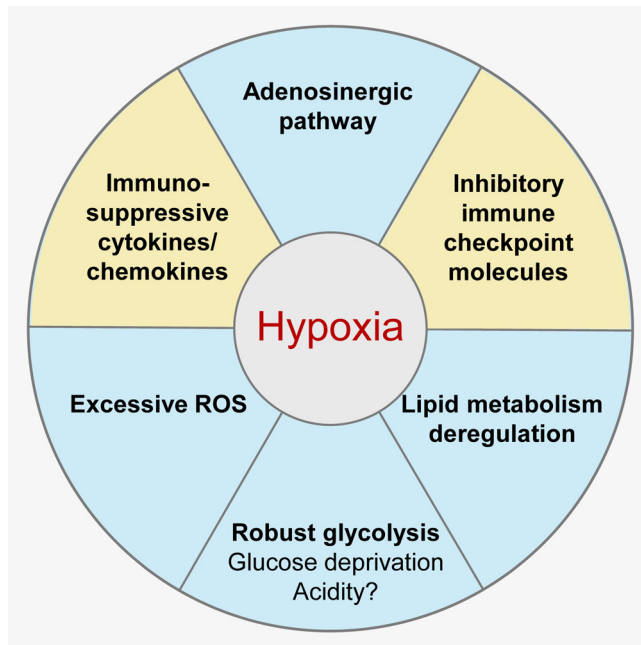 Adenosinergic
pathway
Immuno-
suppressive
cytokines/
chemokines
Inhibitory
immune
checkpoint
molecules
Hypoxia
Excessive ROS
Lipid metabolism
deregulation
Robust glycolysis
Glucose deprivation
Acidity?